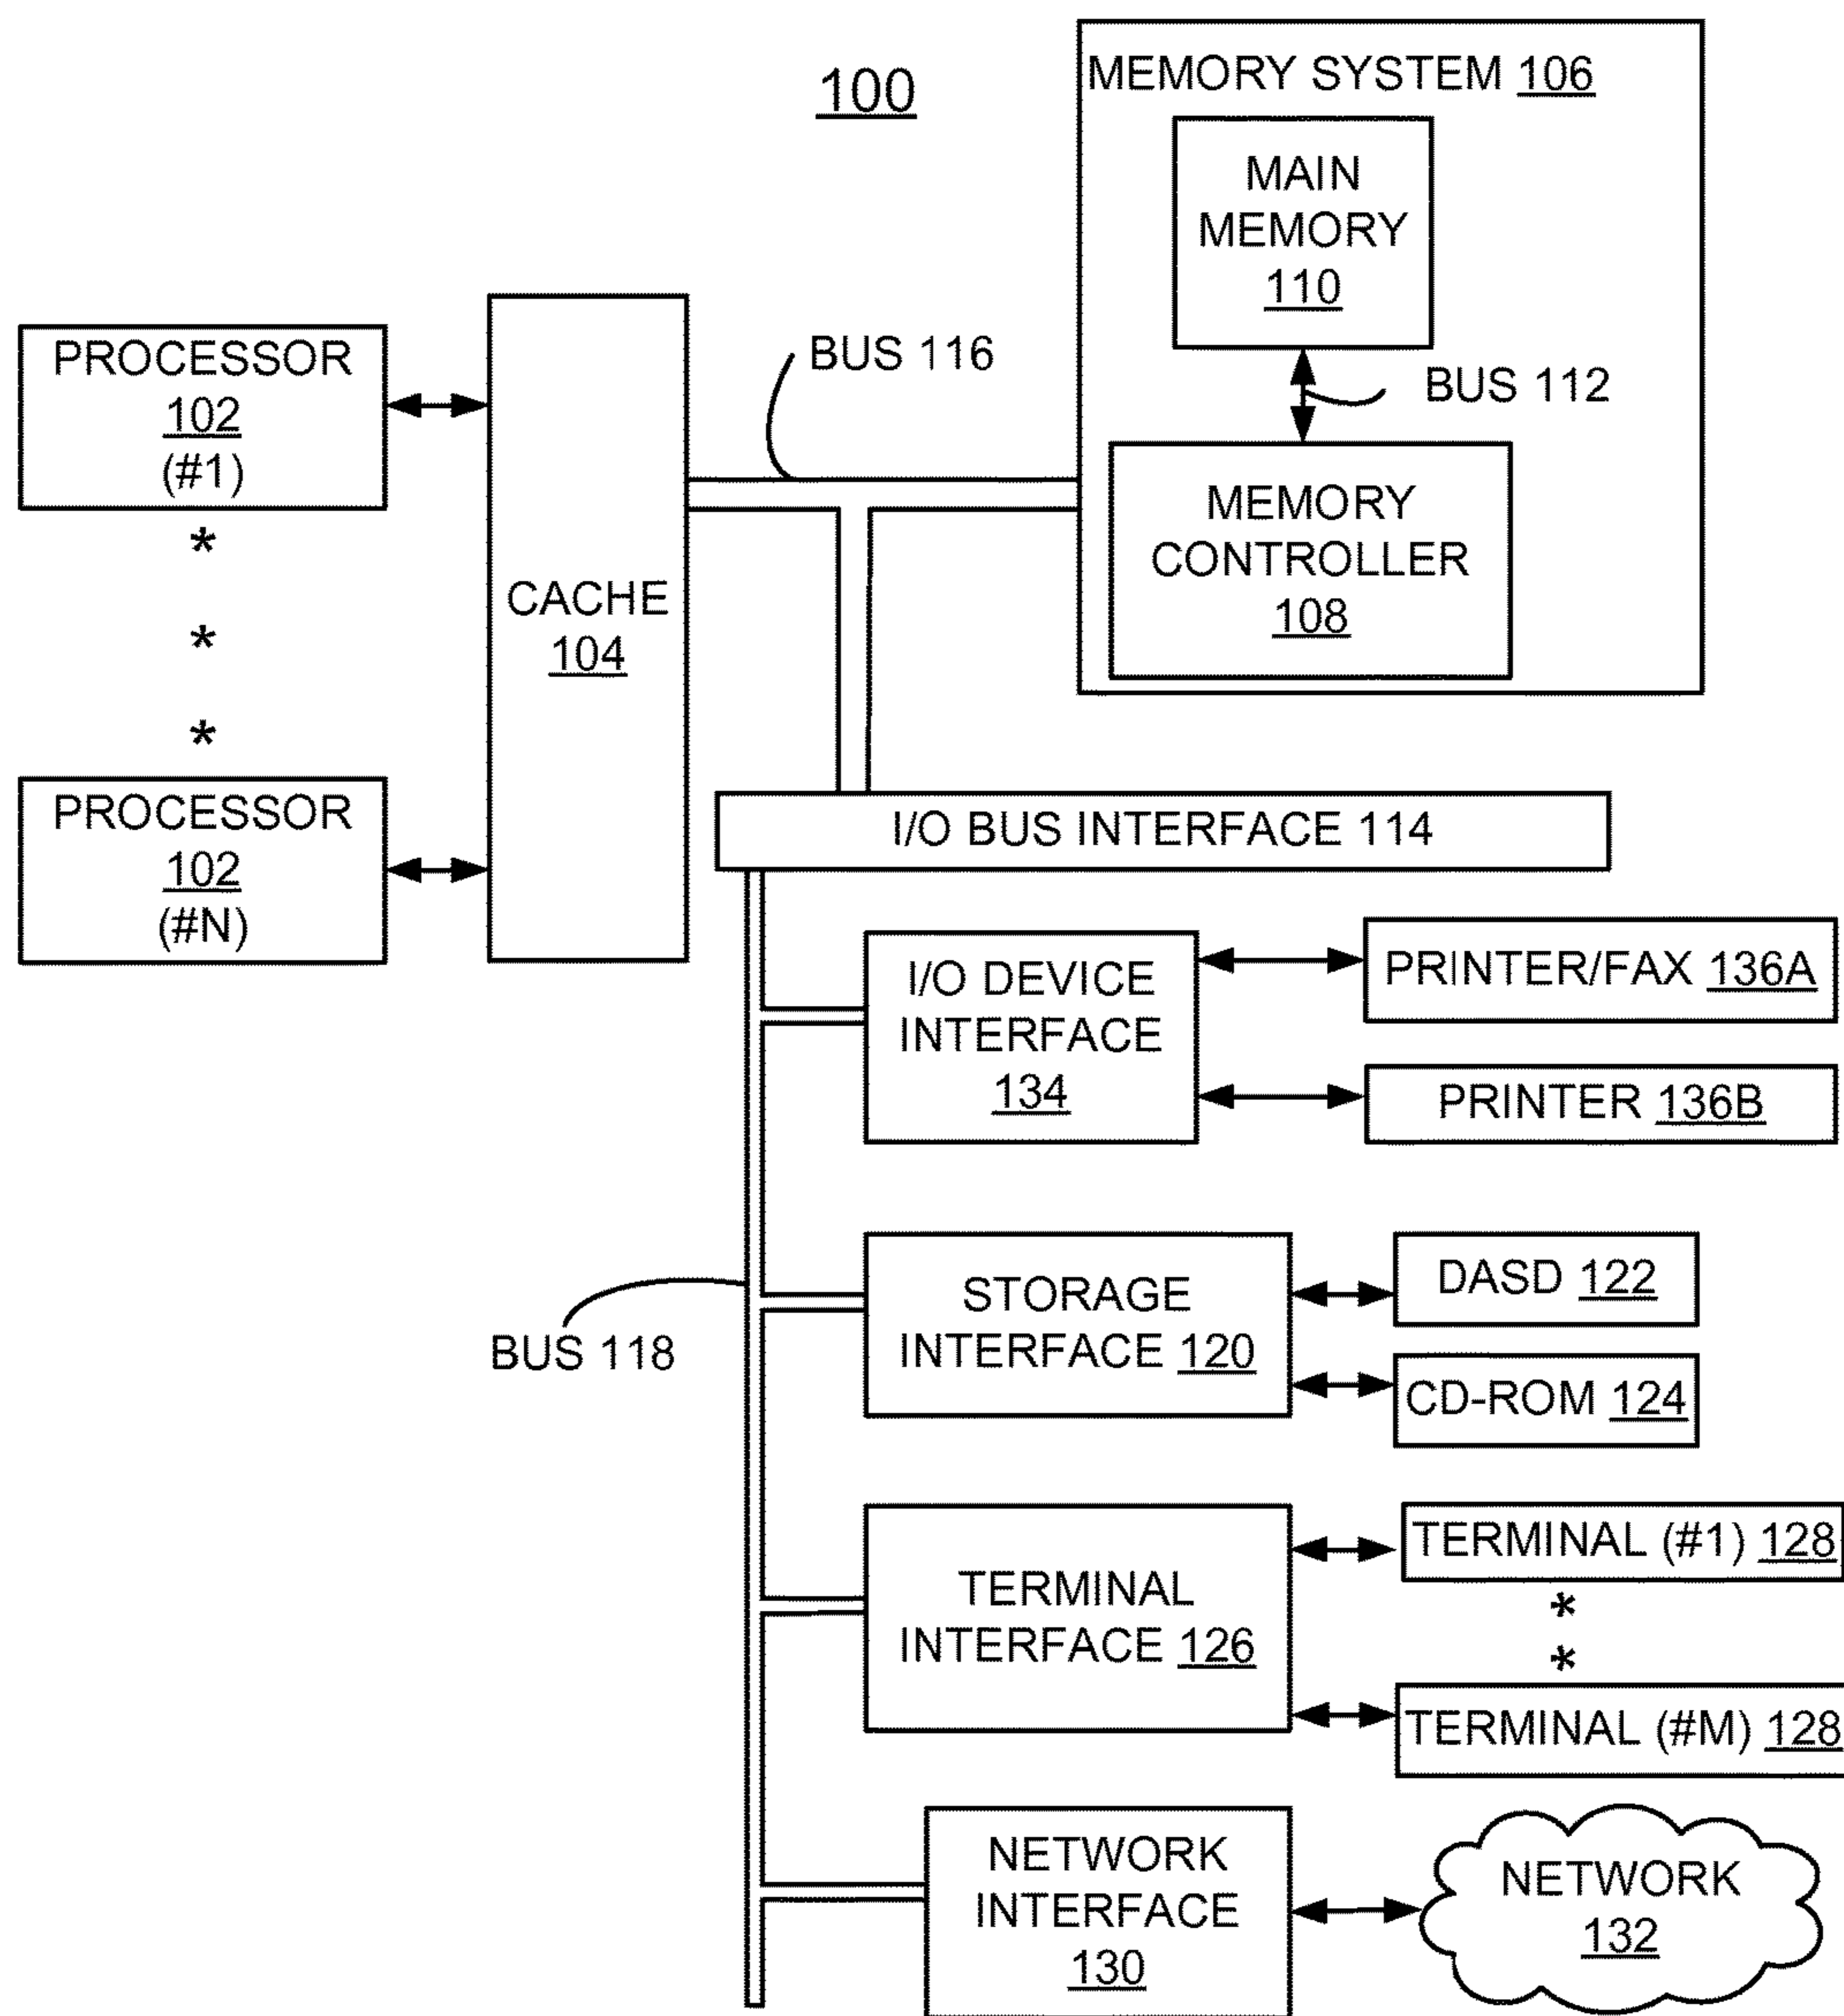 100
MEMORY SYSTEM 106
MAIN
MEMORY
110
BUS 112
MEMORY
CONTROLLER
108
PROCESSOR
102
(#1)
*
*
*
PROCESSOR
102
(#N)
CACHE
104
BUS 116
I/O BUS INTERFACE 114
I/O DEVICE
INTERFACE
134
PRINTER/FAX 136A
PRINTER 136B
BUS 118
STORAGE
INTERFACE 120
DASD 122
CD-ROM 124
TERMINAL
INTERFACE 126
TERMINAL (#1) 128
*
*
TERMINAL (#M) 128
NETWORK
INTERFACE
130
NETWORK
132